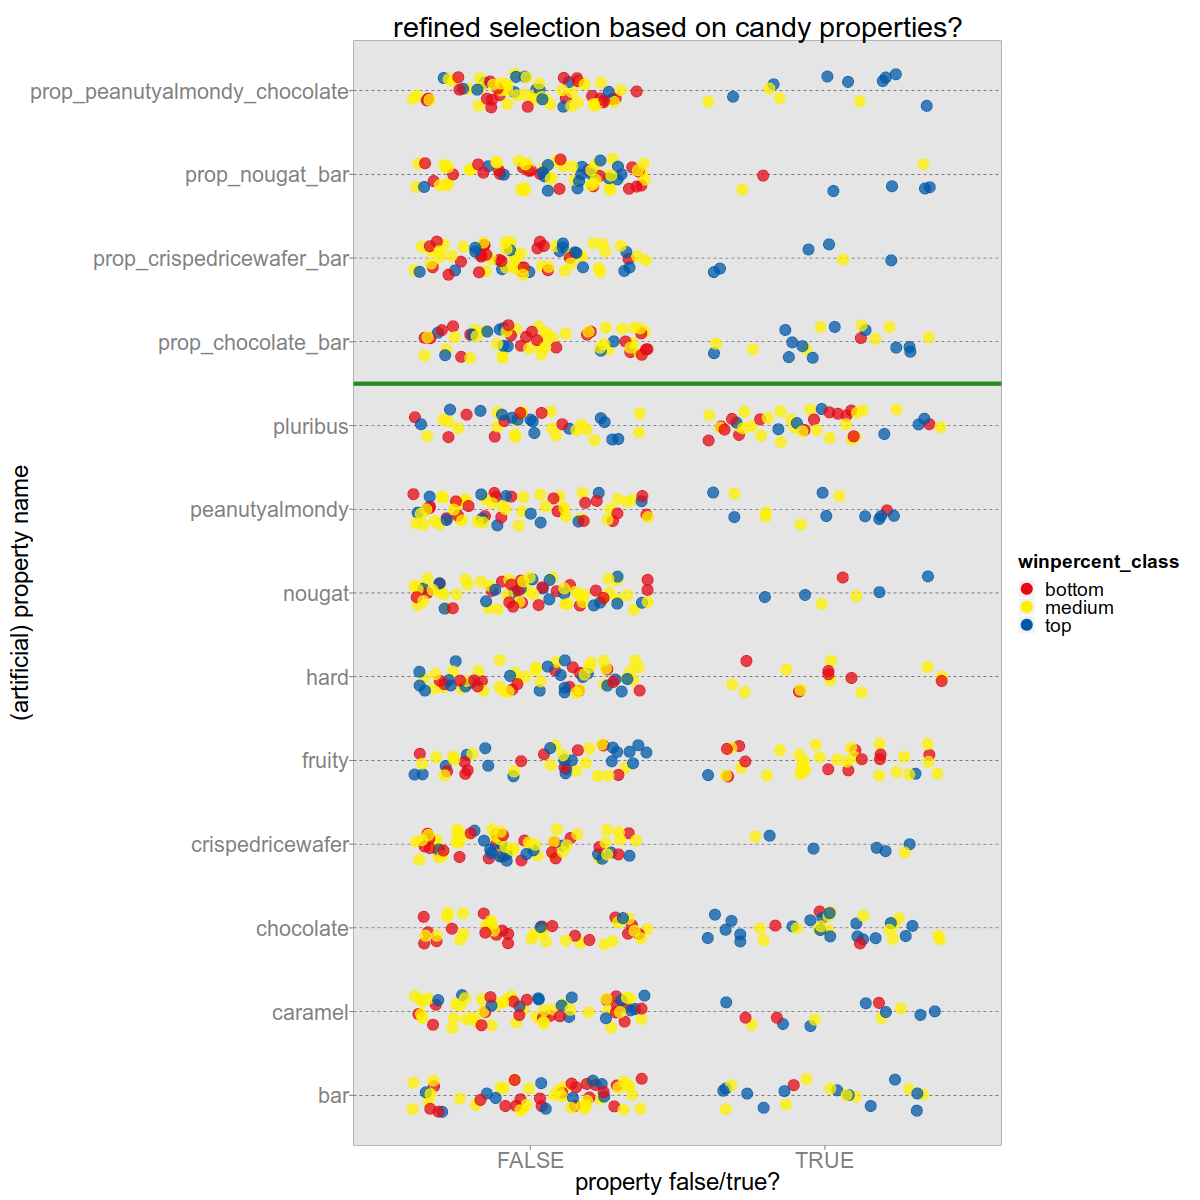 refined selection based on candy properties?
prop_peanutyalmondy_chocolate
prop_nougat_bar
prop_crispedricewafer_bar
prop_chocolate_bar
pluribus
peanutyalmondy
nougat
hard
fruity
crispedricewafer
chocolate
caramel
bar
(artificial) property name
FALSE TRUE
property false/true?
winpercent_class
bottom
medium
top